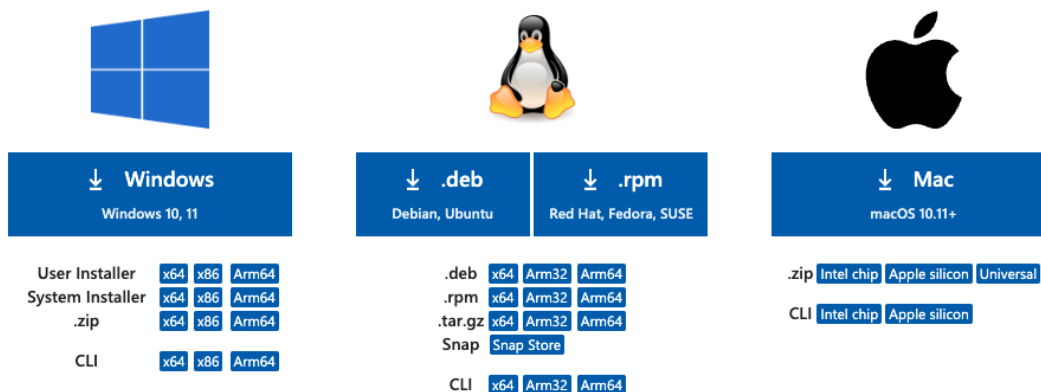 Windows
Windows 10, 11
User Installer x64 x86 Arm64
System Installer x64 x86 Arm64
.zip x64 x86 Arm64
CLI x64 x86 Arm64
.deb
Debian, Ubuntu
.rpm
Red Hat, Fedora, SUSE
.deb x64 Arm32 Arm64
.rpm x64 Arm32 Arm64
.tar.gz x64 Arm32 Arm64
Snap Snap Store
CLI x64 Arm32 Arm64
Mac
macOS 10.11+
.zip Intel chip Apple silicon Universal
CLI Intel chip Apple silicon